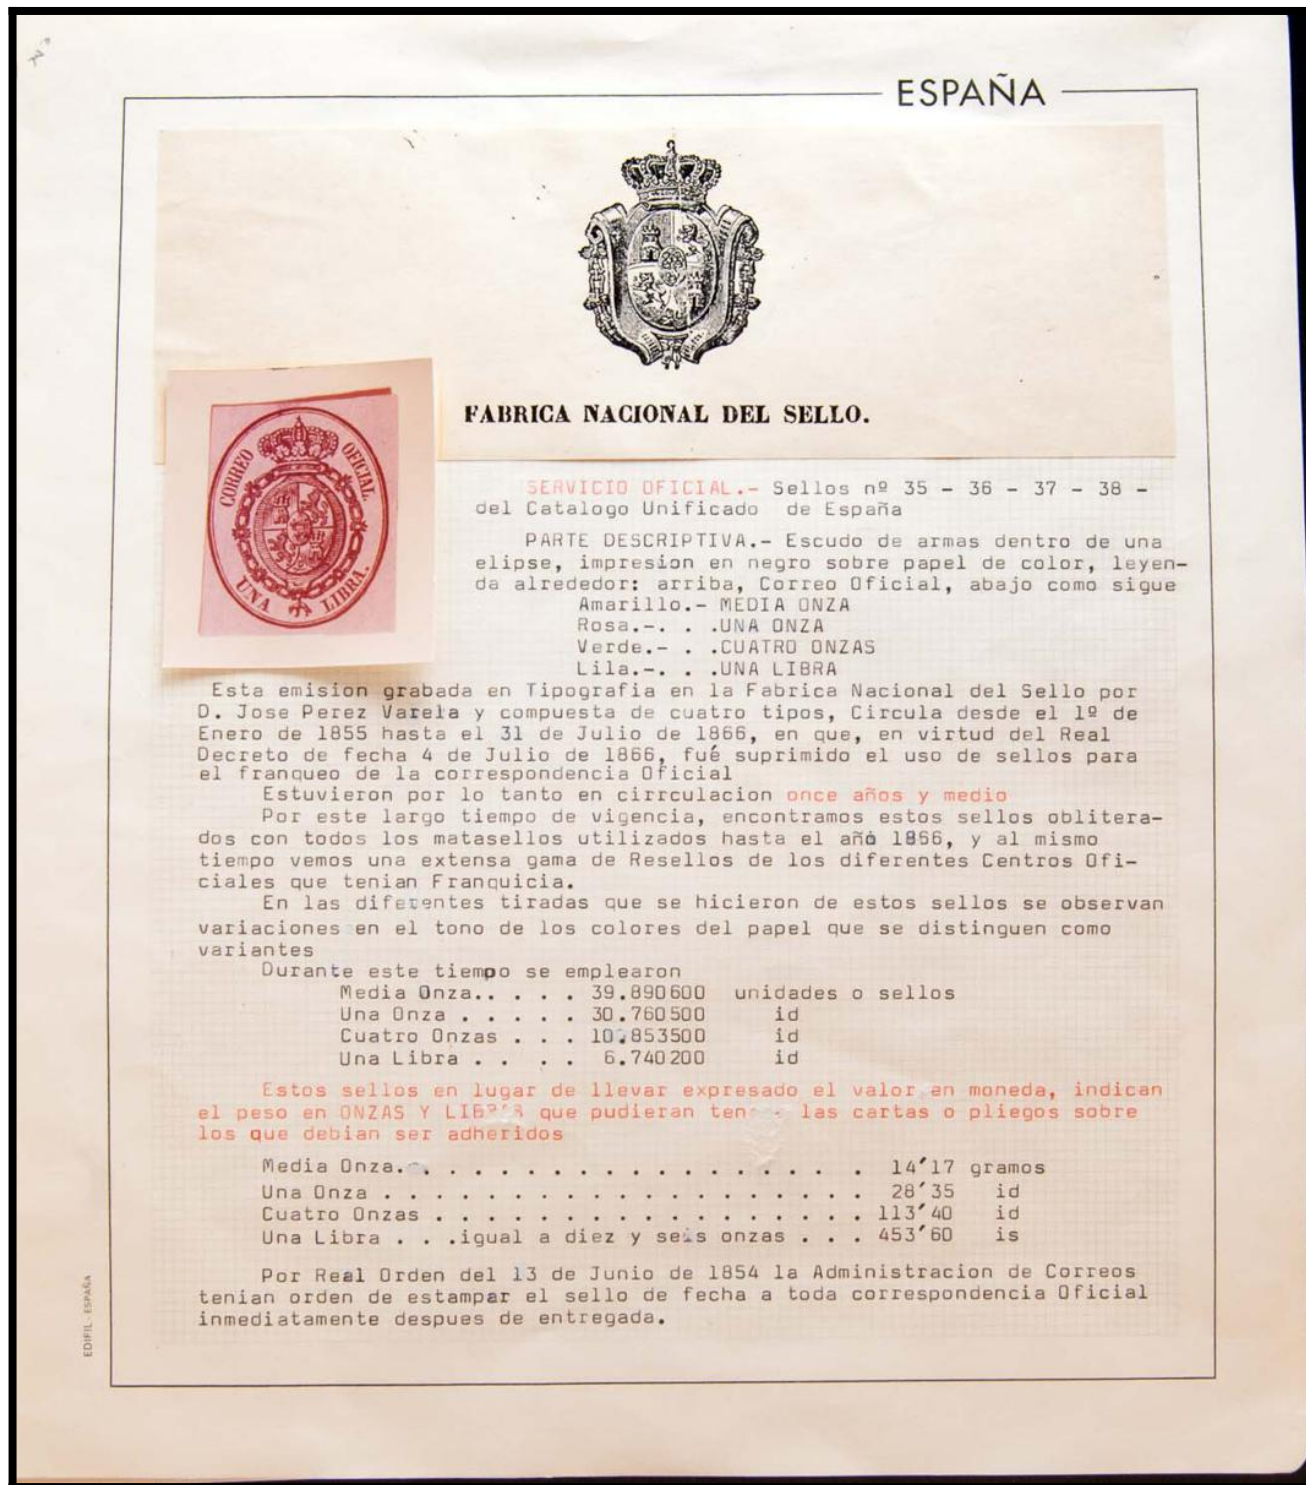 ESPAÑA
FABRICA NACIONAL DEL SELLO.
CORREO OFICIAL
UNA LIBRA.
SERVICIO OFICIAL.- Sellos nº 35 - 36 - 37 - 38 -
del Catalogo Unificado de España
PARTE DESCRIPTIVA.- Escudo de armas dentro de una
elipse, impresion en negro sobre papel de color, leyen-
da alrededor: arriba, Correo Oficial, abajo como sigue
Amarillo.- MEDIA ONZA
Rosa.-. . .UNA ONZA
Verde.- . .CUATRO ONZAS
Lila.-. . .UNA LIBRA
Esta emision grabada en Tipografia en la Fabrica Nacional del Sello por
D. Jose Perez Varela y compuesta de cuatro tipos, Circula desde el 1º de
Enero de 1855 hasta el 31 de Julio de 1866, en que, en virtud del Real
Decreto de fecha 4 de Julio de 1866, fué suprimido el uso de sellos para
el franqueo de la correspondencia Oficial
Estuvieron por lo tanto en cirrculacion once años y medio
Por este largo tiempo de vigencia, encontramos estos sellos oblitera-
dos con todos los matasellos utilizados hasta el año 1866, y al mismo
tiempo vemos una extensa gama de Resellos de los diferentes Centros Ofi-
ciales que tenian Franquicia.
En las diferentes tiradas que se hicieron de estos sellos se observan
variaciones en el tono de los colores del papel que se distinguen como
variantes
Durante este tiempo se emplearon
Media Onza.. . . . 39.890600 unidades o sellos
Una Onza . . . . . 30.760500 id
Cuatro Onzas . . . id
Una Libra . . . . 6.740200 id
Estos sellos en lugar de llevar expresado el valor en moneda, indican
el peso en ONZAS Y que pudieran las cartas o pliegos sobre
los que debian ser adheridos
Media Onza. . . . . . . . . . . . . . . . . . . 14'17 gramos
Una Onza . . . . . . . . . . . . . . . . . . . 28'35 id
Cuatro Onzas . . . . . . . . . . . . . . . . . 113'40 id
Una Libra . . .igual a diez y seis onzas . . . 453'60 is
Por Real Orden del 13 de Junio de 1854 la Administracion de Correos
tenian orden de estampar el sello de fecha a toda correspondencia Oficial
inmediatamente despues de entregada.
EDIFIL - ESPAÑA